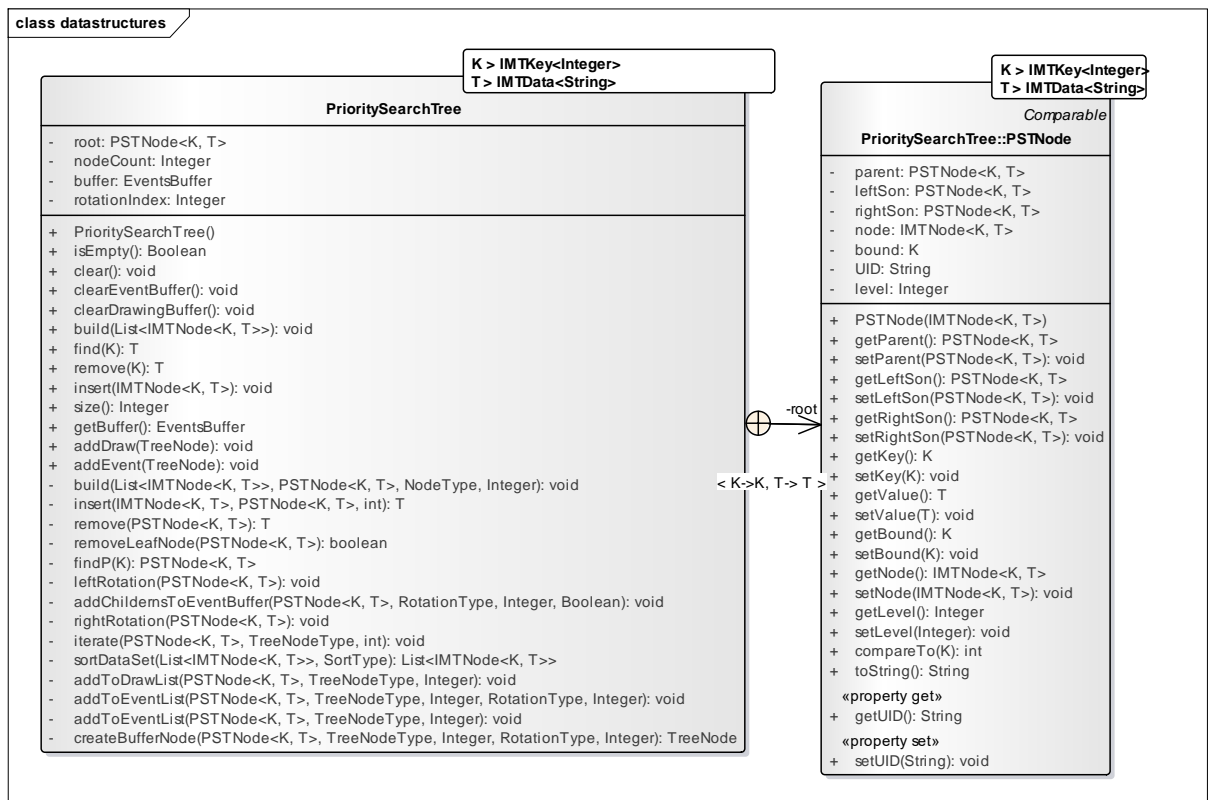 class datastructures
K > IMTKey<Integer>
T > IMTData<String>
PrioritySearchTree
- root: PSTNode<K, T>
- nodeCount: Integer
- buffer: EventsBuffer
- rotationIndex: Integer
+ PrioritySearchTree()
+ isEmpty(): Boolean
+ clear(): void
+ clearEventBuffer(): void
+ clearDrawingBuffer(): void
+ build(List<IMTNode<K, T>>): void
+ find(K): T
+ remove(K): T
+ insert(IMTNode<K, T>): void
+ size(): Integer
+ getBuffer(): EventsBuffer
+ addDraw(TreeNode): void
+ addEvent(TreeNode): void
- build(List<IMTNode<K, T>>, PSTNode<K, T>, NodeType, Integer): void
- insert(IMTNode<K, T>, PSTNode<K, T>, int): T
- remove(PSTNode<K, T>): T
- removeLeafNode(PSTNode<K, T>): boolean
- findP(K): PSTNode<K, T>
- leftRotation(PSTNode<K, T>): void
- addChildernsToEventBuffer(PSTNode<K, T>, RotationType, Integer, Boolean): void
- rightRotation(PSTNode<K, T>): void
- iterate(PSTNode<K, T>, TreeNodeType, int): void
- sortDataSet(List<IMTNode<K, T>>, SortType): List<IMTNode<K, T>>
- addToDrawList(PSTNode<K, T>, TreeNodeType, Integer): void
- addToEventList(PSTNode<K, T>, TreeNodeType, Integer, RotationType, Integer): void
- addToEventList(PSTNode<K, T>, TreeNodeType, Integer): void
- createBufferNode(PSTNode<K, T>, TreeNodeType, Integer, RotationType, Integer): TreeNode
-root
< K->K, T-> T >
K > IMTKey<Integer>
T > IMTData<String>
Comparable
PrioritySearchTree::PSTNode
- parent: PSTNode<K, T>
- leftSon: PSTNode<K, T>
- rightSon: PSTNode<K, T>
- node: IMTNode<K, T>
- bound: K
- UID: String
- level: Integer
+ PSTNode(IMTNode<K, T>)
+ getParent(): PSTNode<K, T>
+ setParent(PSTNode<K, T>): void
+ getLeftSon(): PSTNode<K, T>
+ setLeftSon(PSTNode<K, T>): void
+ getRightSon(): PSTNode<K, T>
+ setRightSon(PSTNode<K, T>): void
+ getKey(): K
+ setKey(K): void
+ getValue(): T
+ setValue(T): void
+ getBound(): K
+ setBound(K): void
+ getNode(): IMTNode<K, T>
+ setNode(IMTNode<K, T>): void
+ getLevel(): Integer
+ setLevel(Integer): void
+ compareTo(K): int
+ toString(): String
«property get»
+ getUID(): String
«property set»
+ setUID(String): void